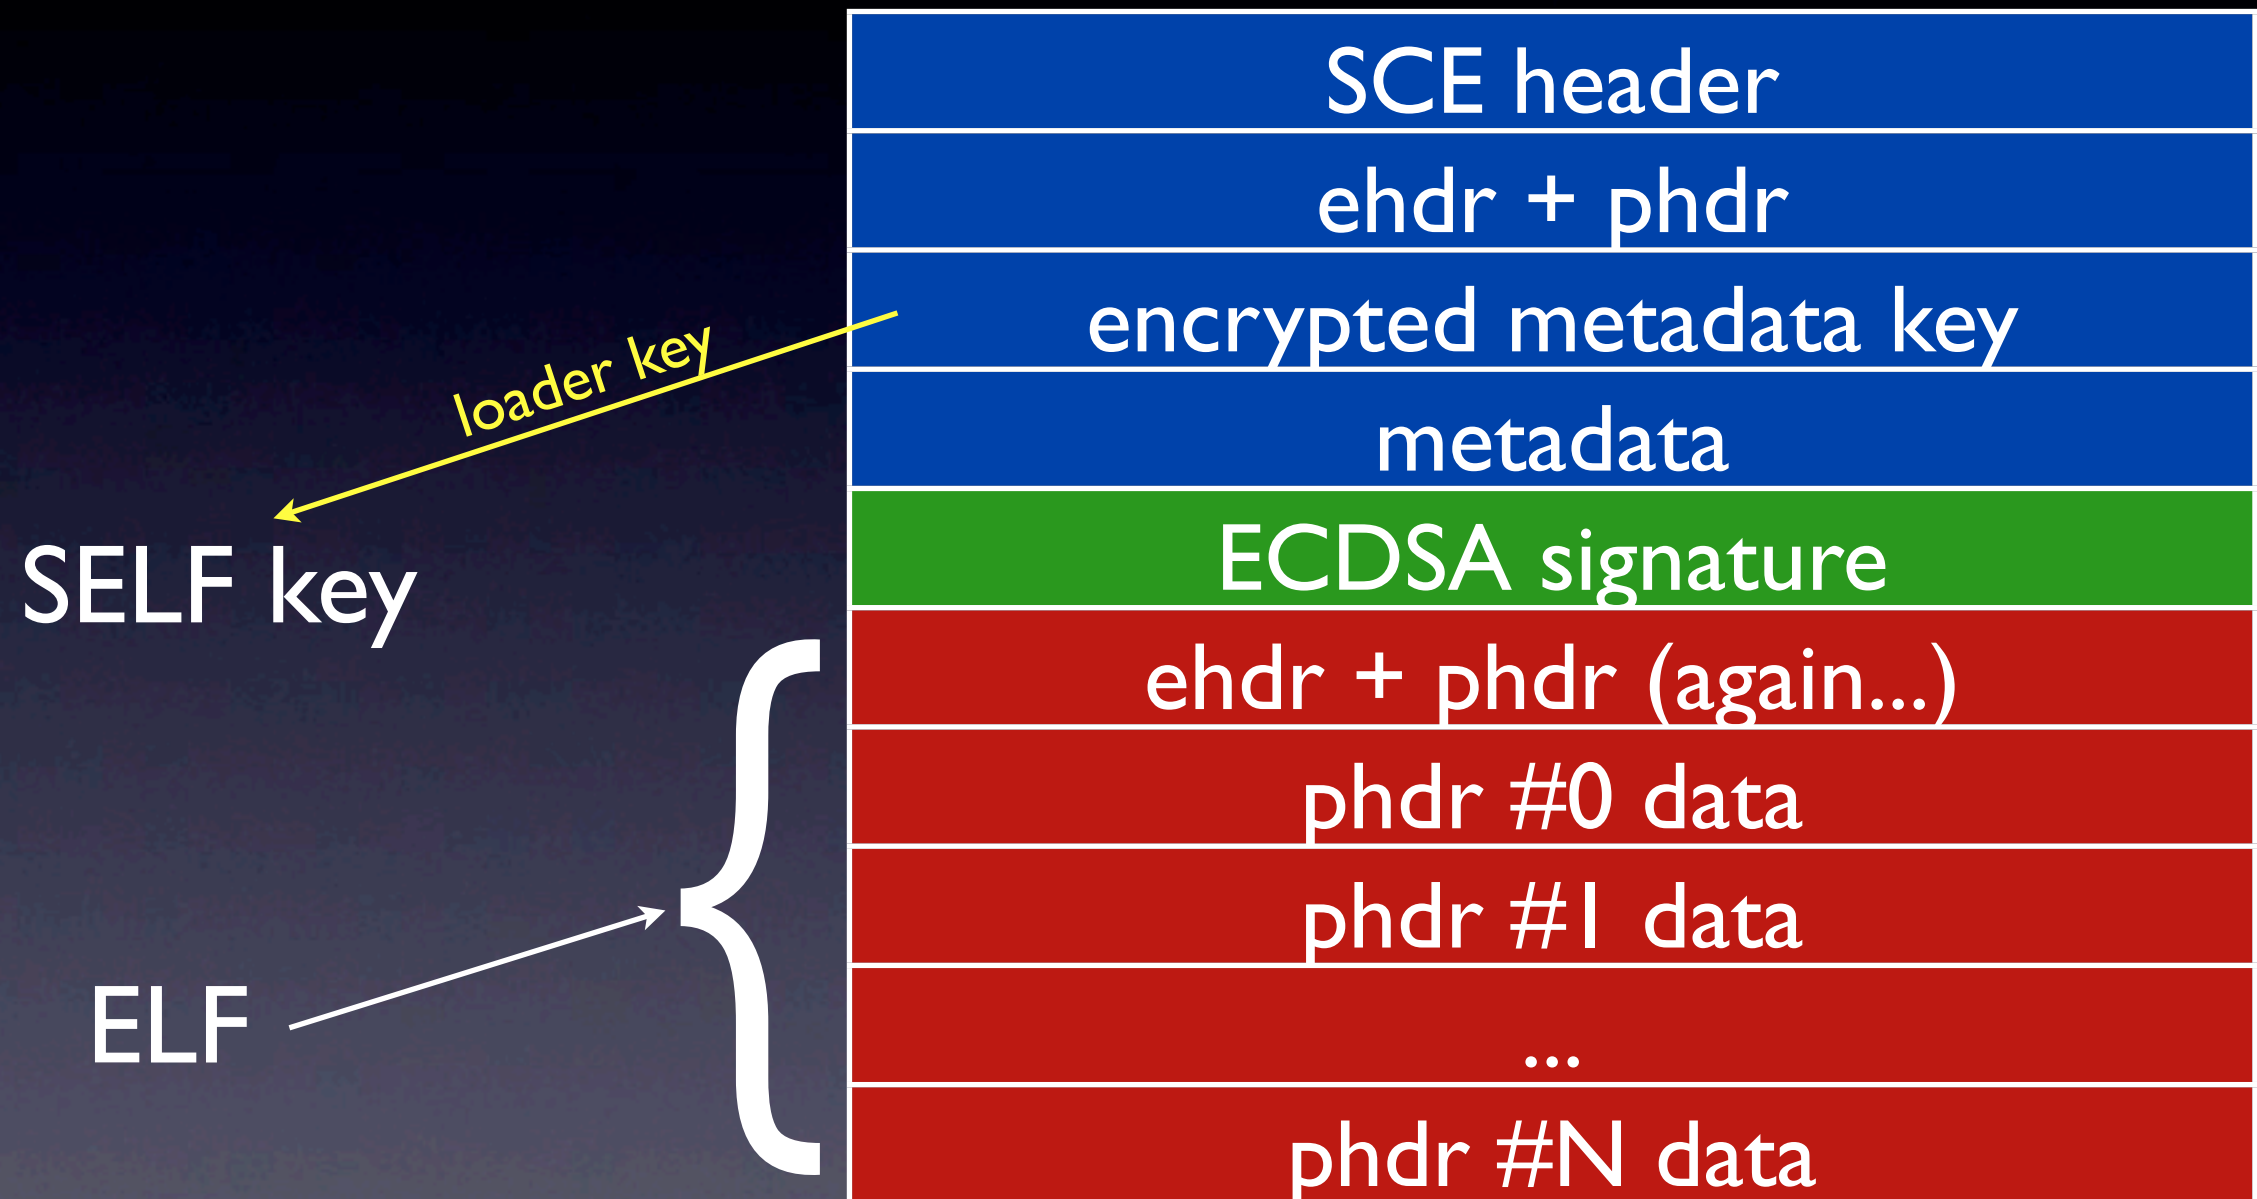 SCE header
ehdr + phdr
encrypted metadata key
loader key
metadata
ECDSA signature
SELF key
ehdr + phdr (again...)
phdr #0 data
phdr #1 data
ELF
...
phdr #N data